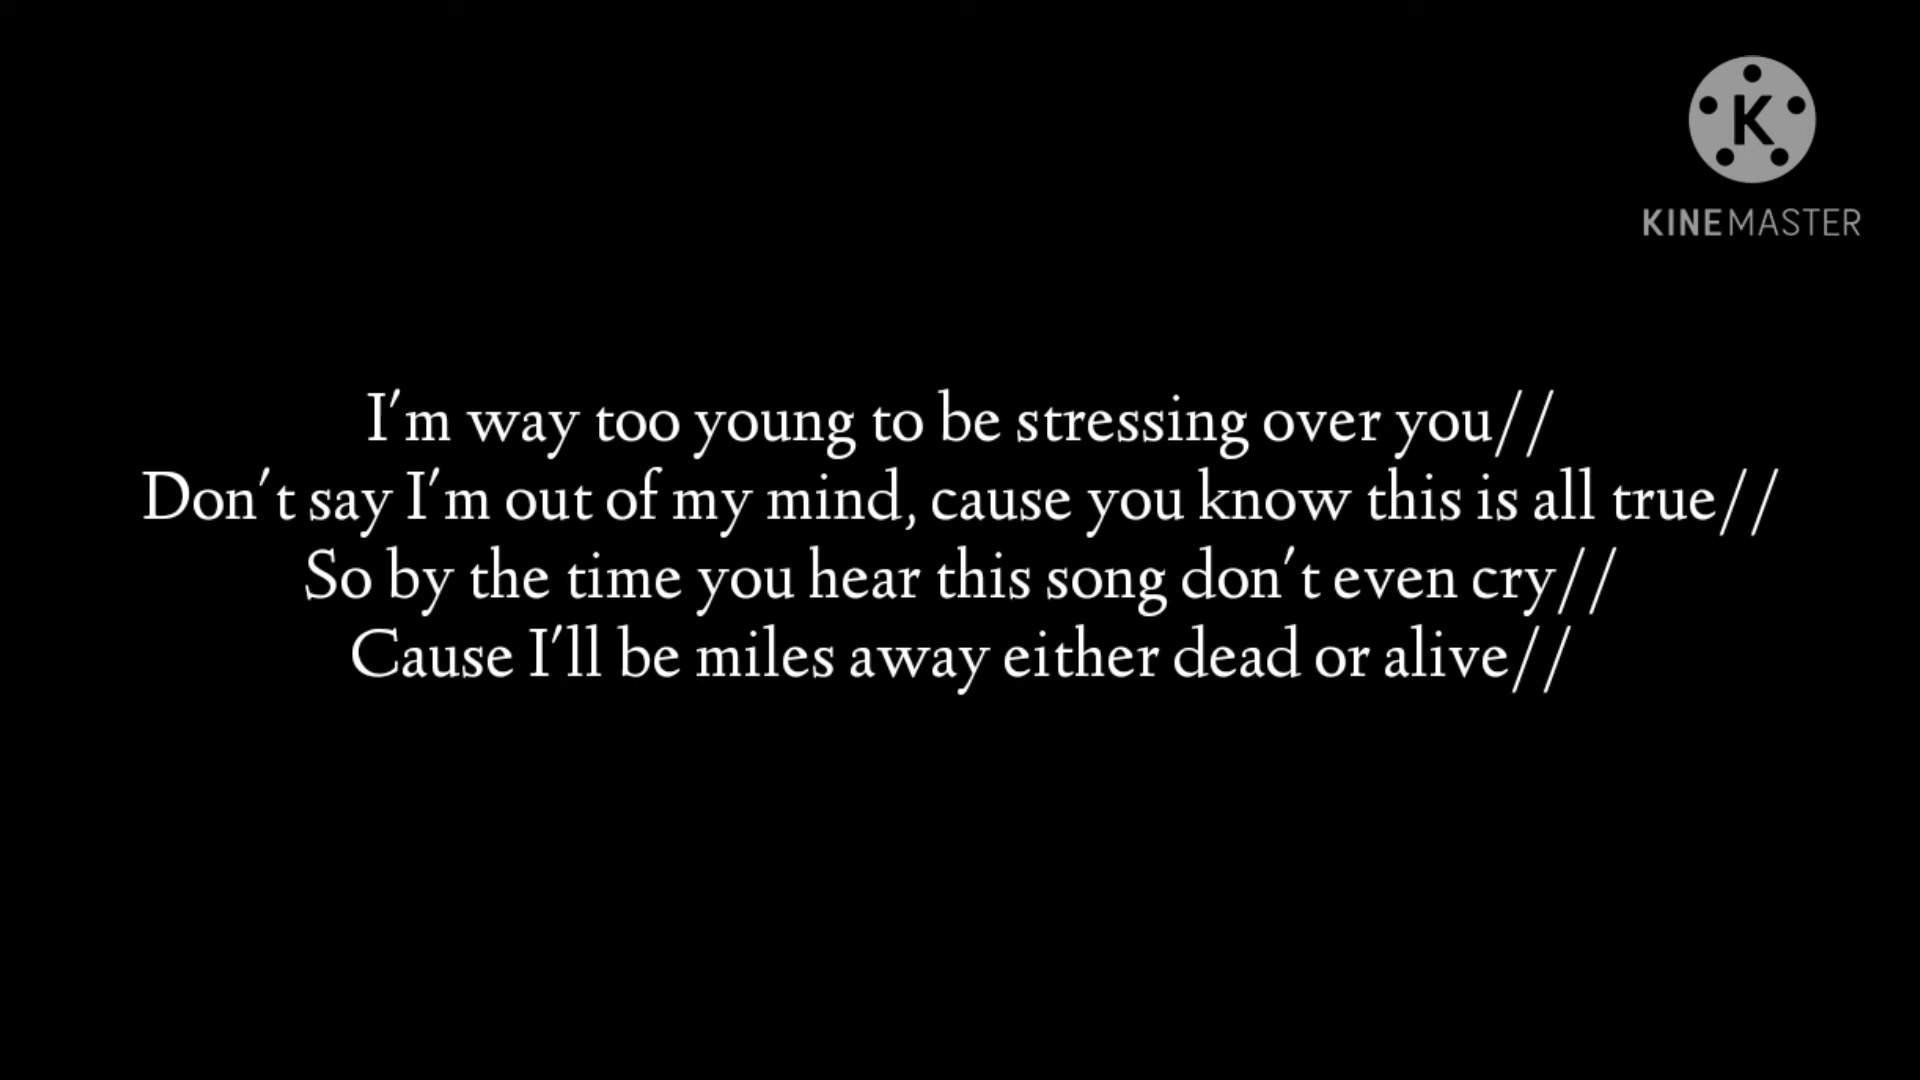 K
KINEMASTER
I'm way too young to be stressing over you//
Don't say I'm out of my mind, cause you know this is all true//
So by the time you hear this song don't even cry//
Cause I'll be miles away either dead or alive//